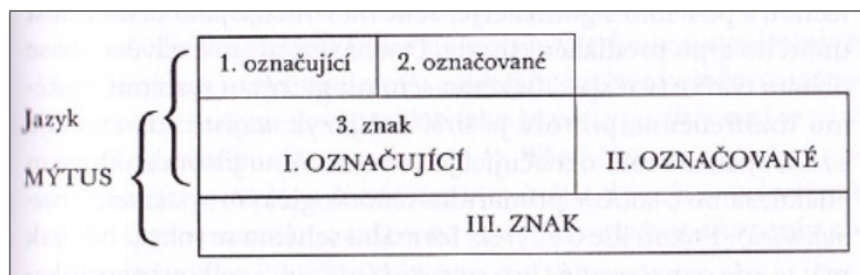 1. označující 2. označované
Jazyk
3. znak
MÝTUS I. OZNAČUJÍCÍ II. OZNAČOVANÉ
III. ZNAK